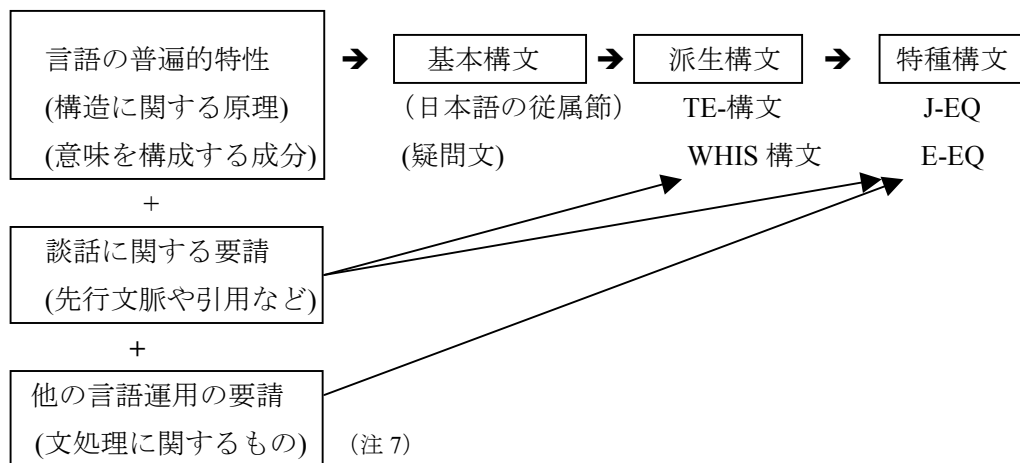 言語の普遍的特性 ➔ 基本構文 ➔ 派生構文 ➔ 特種構文
(構造に関する原理) （日本語の従属節） TE-構文 J-EQ
(意味を構成する成分) (疑問文) WHIS 構文 E-EQ
+
談話に関する要請
(先行文脈や引用など)
+
他の言語運用の要請
(文処理に関するもの) （注 7）